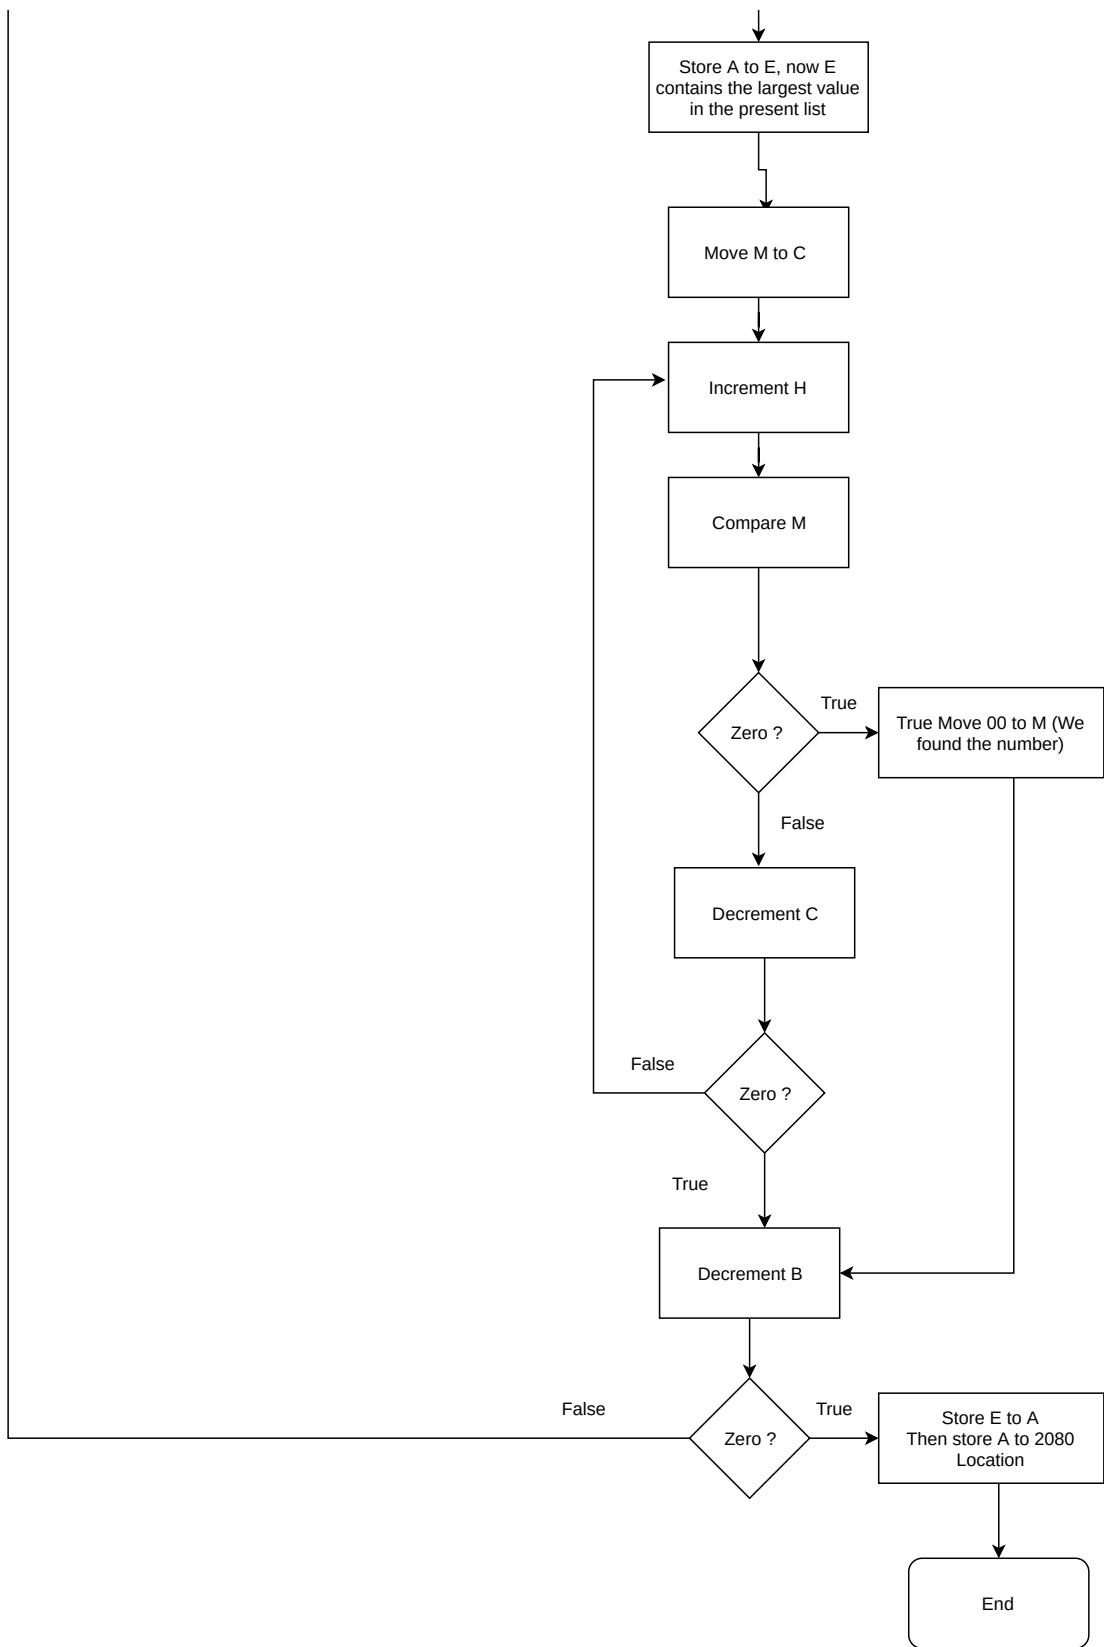 Store A to E, now E
contains the largest value
in the present list
Move M to C
Increment H
Compare M
Zero ?
True
True Move 00 to M (We
found the number)
False
Decrement C
False
Zero ?
True
Decrement B
False
Zero ?
True
Store E to A
Then store A to 2080
Location
End